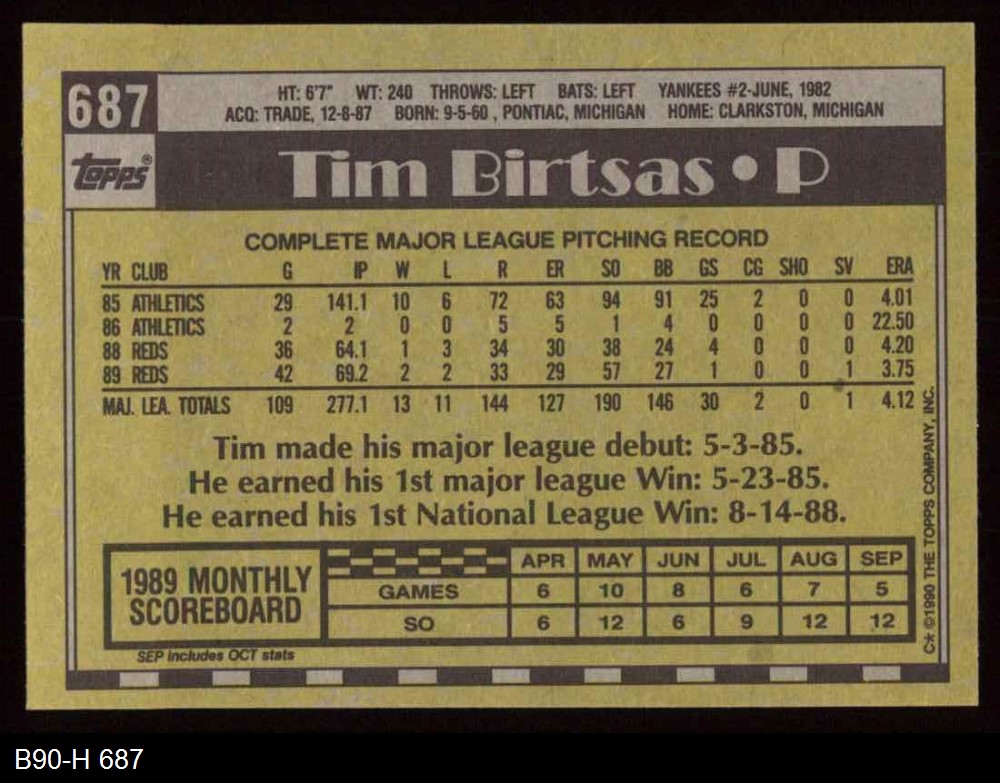 687
HT: 6'7" WT: 240 THROWS: LEFT BATS: LEFT YANKEES #2-JUNE, 1982
ACQ: TRADE, 12-8-87 BORN: 9-5-60 , PONTIAC, MICHIGAN HOME: CLARKSTON, MICHIGAN
Topps®
Tim Birtsas • P
COMPLETE MAJOR LEAGUE PITCHING RECORD
YR CLUB G IP W L R ER SO BB GS CG SHO SV ERA
85 ATHLETICS 29 141.1 10 6 72 63 94 91 25 2 0 0 4.01
86 ATHLETICS 2 2 0 0 5 5 1 4 0 0 0 0 22.50
88 REDS 36 64.1 1 3 34 30 38 24 4 0 0 0 4.20
89 REDS 42 69.2 2 2 33 29 57 27 1 0 0 1 3.75
MAJ. LEA. TOTALS 109 277.1 13 11 144 127 190 146 30 2 0 1 4.12
Tim made his major league debut: 5-3-85.
He earned his 1st major league Win: 5-23-85.
He earned his 1st National League Win: 8-14-88.
1989 MONTHLY
SCOREBOARD
APR MAY JUN JUL AUG SEP
GAMES 6 10 8 6 7 5
SO 6 12 6 9 12 12
SEP includes OCT stats
C* ©1990 THE TOPPS COMPANY, INC.
B90-H 687